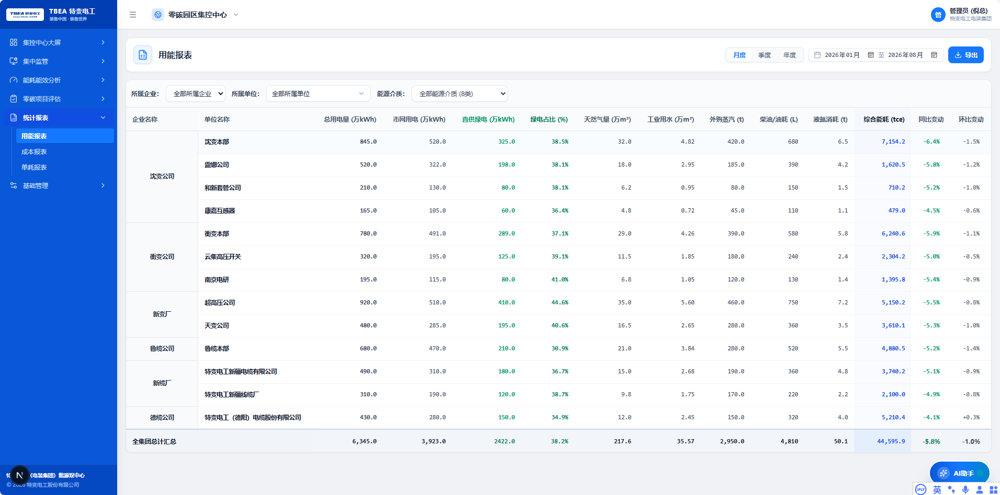 TBEA 特变电工
TBEA 特变电工
装备中国·装备世界
零碳园区集控中心
管
管理员 (倪总)
特变电工电装集团
集控中心大屏
集中监管
能耗能效分析
零碳项目评估
统计报表
用能报表
成本报表
单耗报表
基础管理
用能报表
月度 季度 年度
2026年01月 至 2026年08月
导出
所属企业： 全部所属企业 所属单位： 全部所属单位 能源介质： 全部能源介质 (8类)
企业名称 单位名称 总用电量 (万kWh) 市网用电 (万kWh) 直供绿电 (万kWh) 绿电占比 (%) 天然气量 (万m³) 工业用水 (万m³) 外购蒸汽 (t) 柴油/油耗 (L) 液氮消耗 (t) 综合能耗 (tce) 同比变动 环比变动
沈变公司
沈变本部 845.0 520.0 325.0 38.5% 32.0 4.82 420.0 680 6.5 7,154.2 -6.4% -1.5%
露娜公司 520.0 322.0 198.0 38.1% 18.0 2.95 185.0 390 4.2 1,620.5 -5.8% -1.2%
和新套管公司 210.0 130.0 80.0 38.1% 6.2 0.95 80.0 150 1.5 710.2 -5.2% -1.0%
康嘉互感器 165.0 105.0 60.0 36.4% 4.8 0.72 45.0 110 1.1 479.0 -4.5% -0.6%
衡变公司
衡变本部 780.0 491.0 289.0 37.1% 29.0 4.26 390.0 580 5.8 6,240.6 -5.9% -1.1%
云集高压开关 320.0 195.0 125.0 39.1% 11.5 1.85 180.0 240 2.4 2,304.2 -5.0% -0.5%
南京电研 195.0 115.0 80.0 41.0% 6.8 1.05 120.0 130 1.4 1,395.8 -5.4% -0.9%
新变厂
超高压公司 920.0 510.0 410.0 44.6% 35.0 5.60 460.0 750 7.2 5,150.2 -5.5% -0.8%
天变公司 480.0 285.0 195.0 40.6% 16.5 2.65 280.0 360 3.5 3,610.1 -5.3% -1.0%
鲁缆公司 鲁缆本部 680.0 470.0 210.0 30.9% 21.0 3.84 280.0 520 5.5 4,880.5 -5.2% -1.4%
新缆厂
特变电工新疆电缆有限公司 490.0 310.0 180.0 36.7% 15.0 2.68 190.0 360 4.8 3,740.2 -5.1% -0.9%
特变电工新疆线缆厂 310.0 190.0 120.0 38.7% 9.8 1.75 170.0 220 2.2 2,100.0 -4.9% -0.8%
德缆公司 特变电工（德阳）电缆股份有限公司 430.0 280.0 150.0 34.9% 12.0 2.45 150.0 320 4.0 5,210.4 -4.1% +0.3%
全集团总计汇总 6,345.0 3,923.0 2422.0 38.2% 217.6 35.57 2,950.0 4,810 50.1 44,595.9 -5.8% -1.0%
特 N （电装集团）能源双中心
© 2026 特变电工股份有限公司
AI助手
iFLY 英